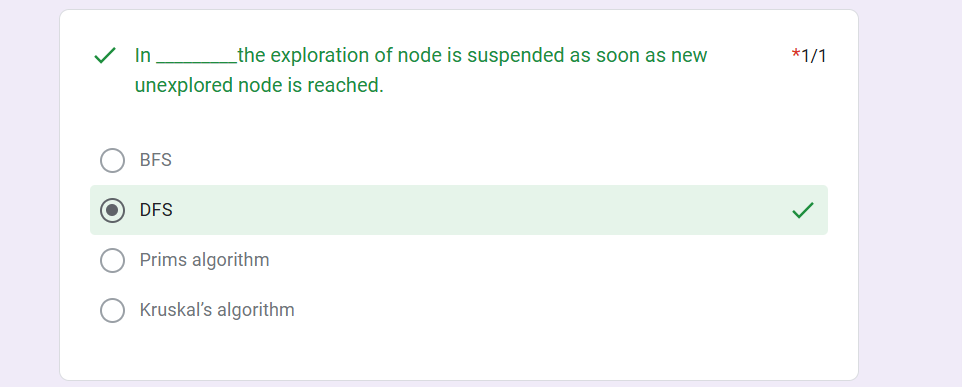 In _________the exploration of node is suspended as soon as new
*1/1
unexplored node is reached.
BFS
DFS
Prims algorithm
Kruskal’s algorithm